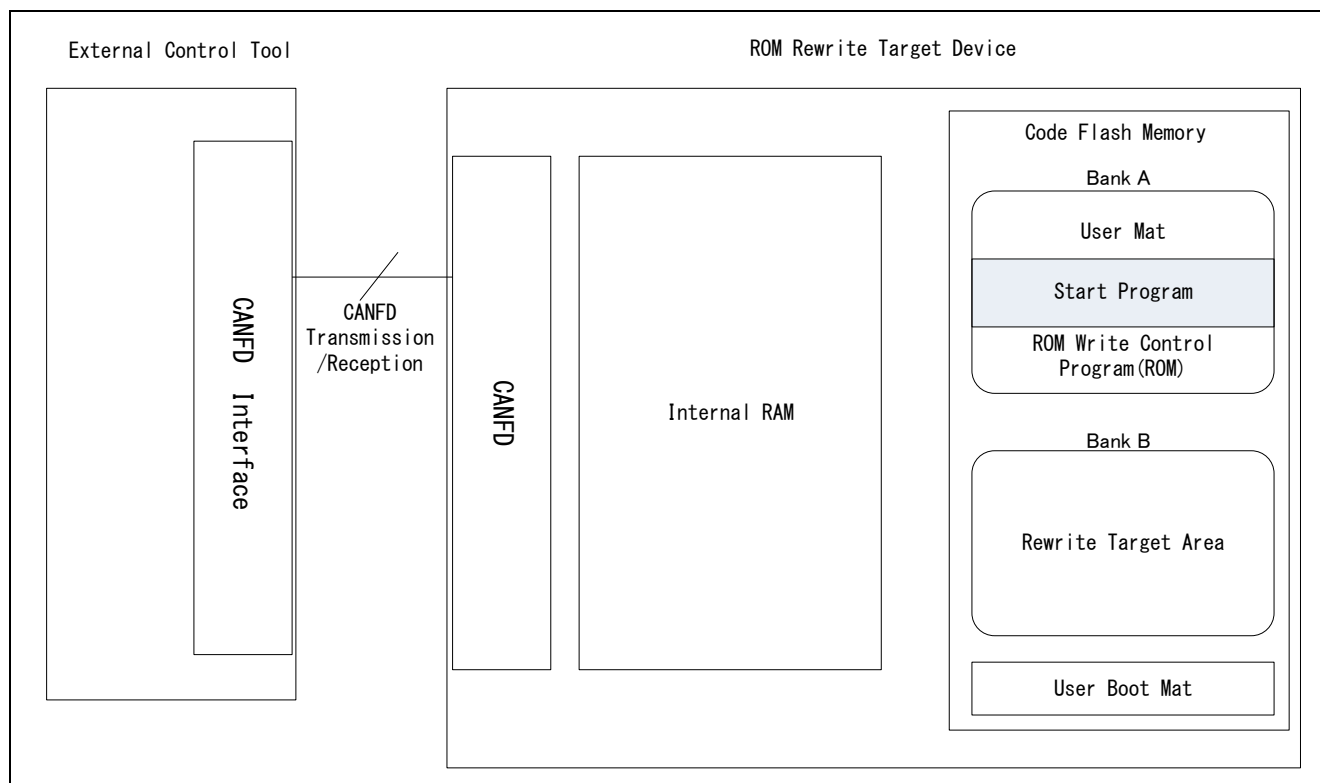 External Control Tool
ROM Rewrite Target Device
CANFD Interface
CANFD
Transmission
/Reception
CANFD
Internal RAM
Code Flash Memory
Bank A
User Mat
Start Program
ROM Write Control
Program(ROM)
Bank B
Rewrite Target Area
User Boot Mat